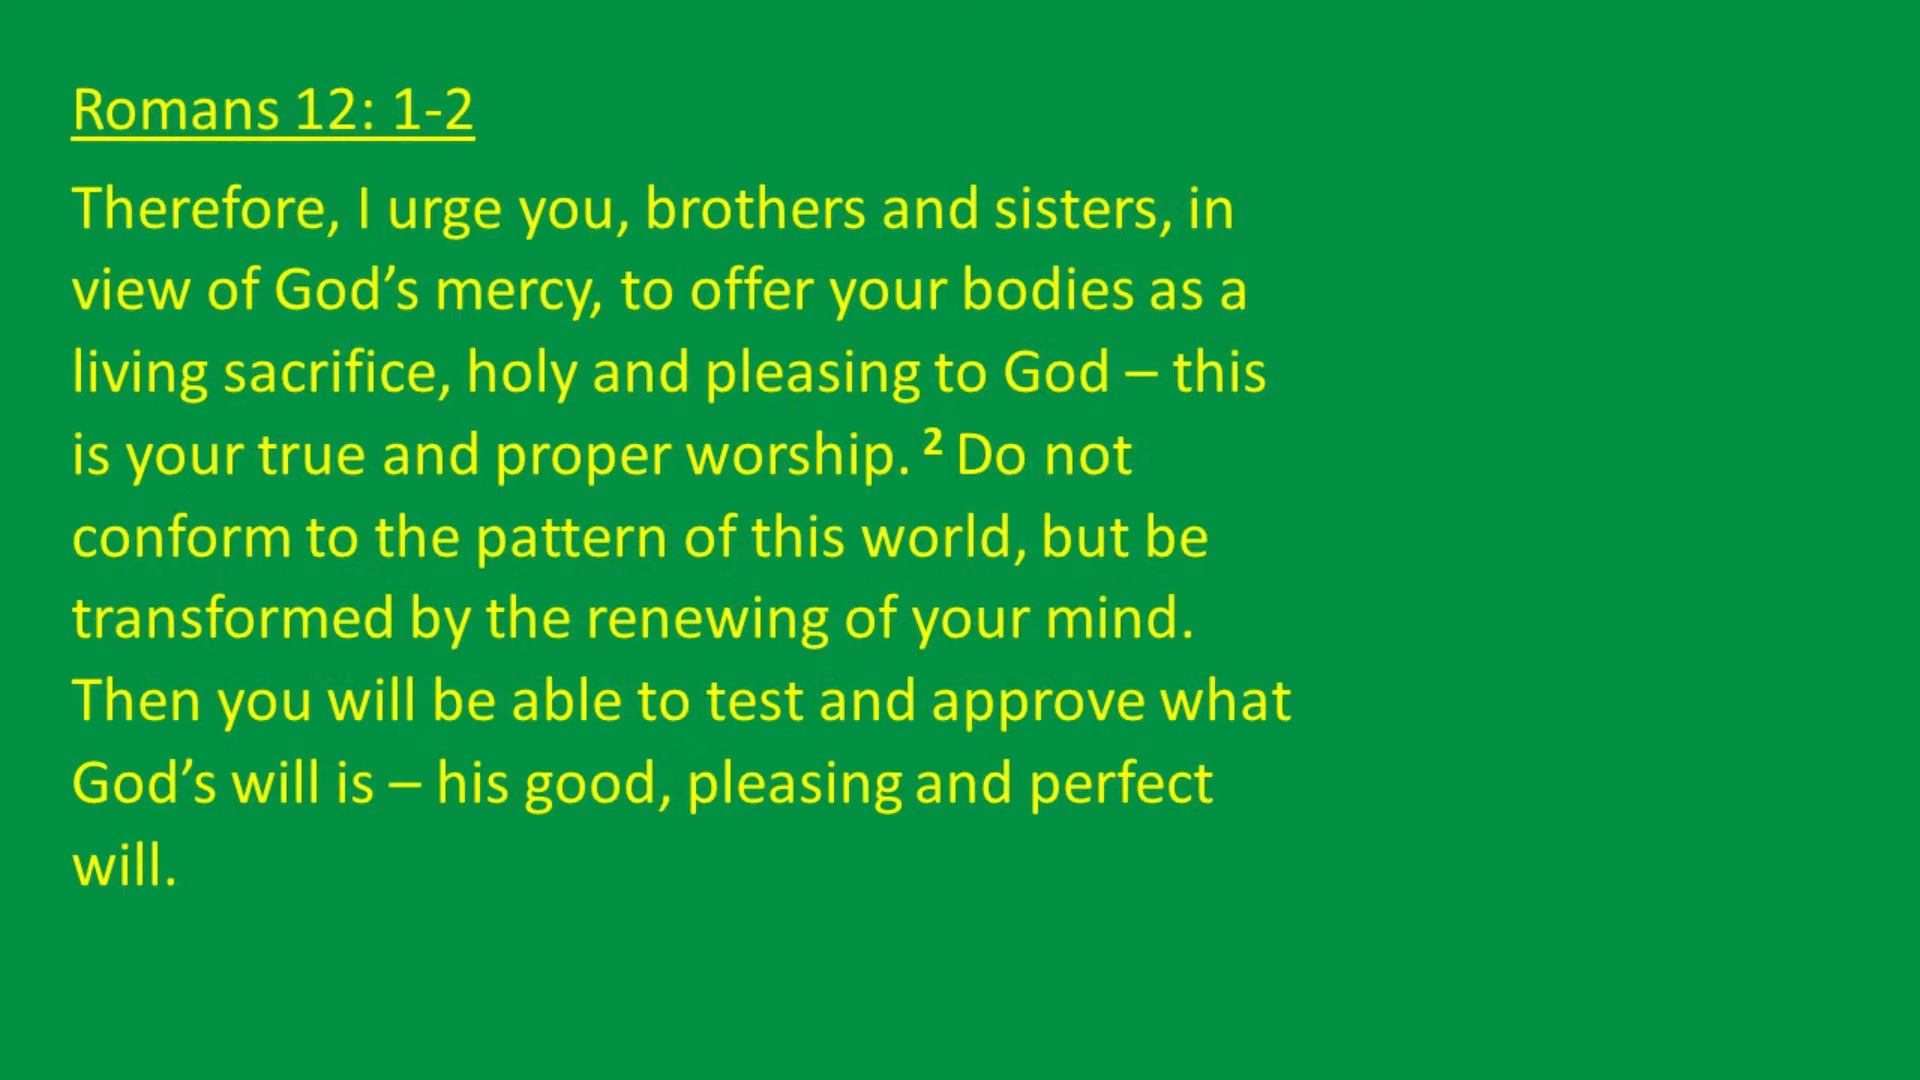 Romans 12: 1-2
Therefore, I urge you, brothers and sisters, in
view of God’s mercy, to offer your bodies as a
living sacrifice, holy and pleasing to God – this
is your true and proper worship. ² Do not
conform to the pattern of this world, but be
transformed by the renewing of your mind.
Then you will be able to test and approve what
God’s will is – his good, pleasing and perfect
will.